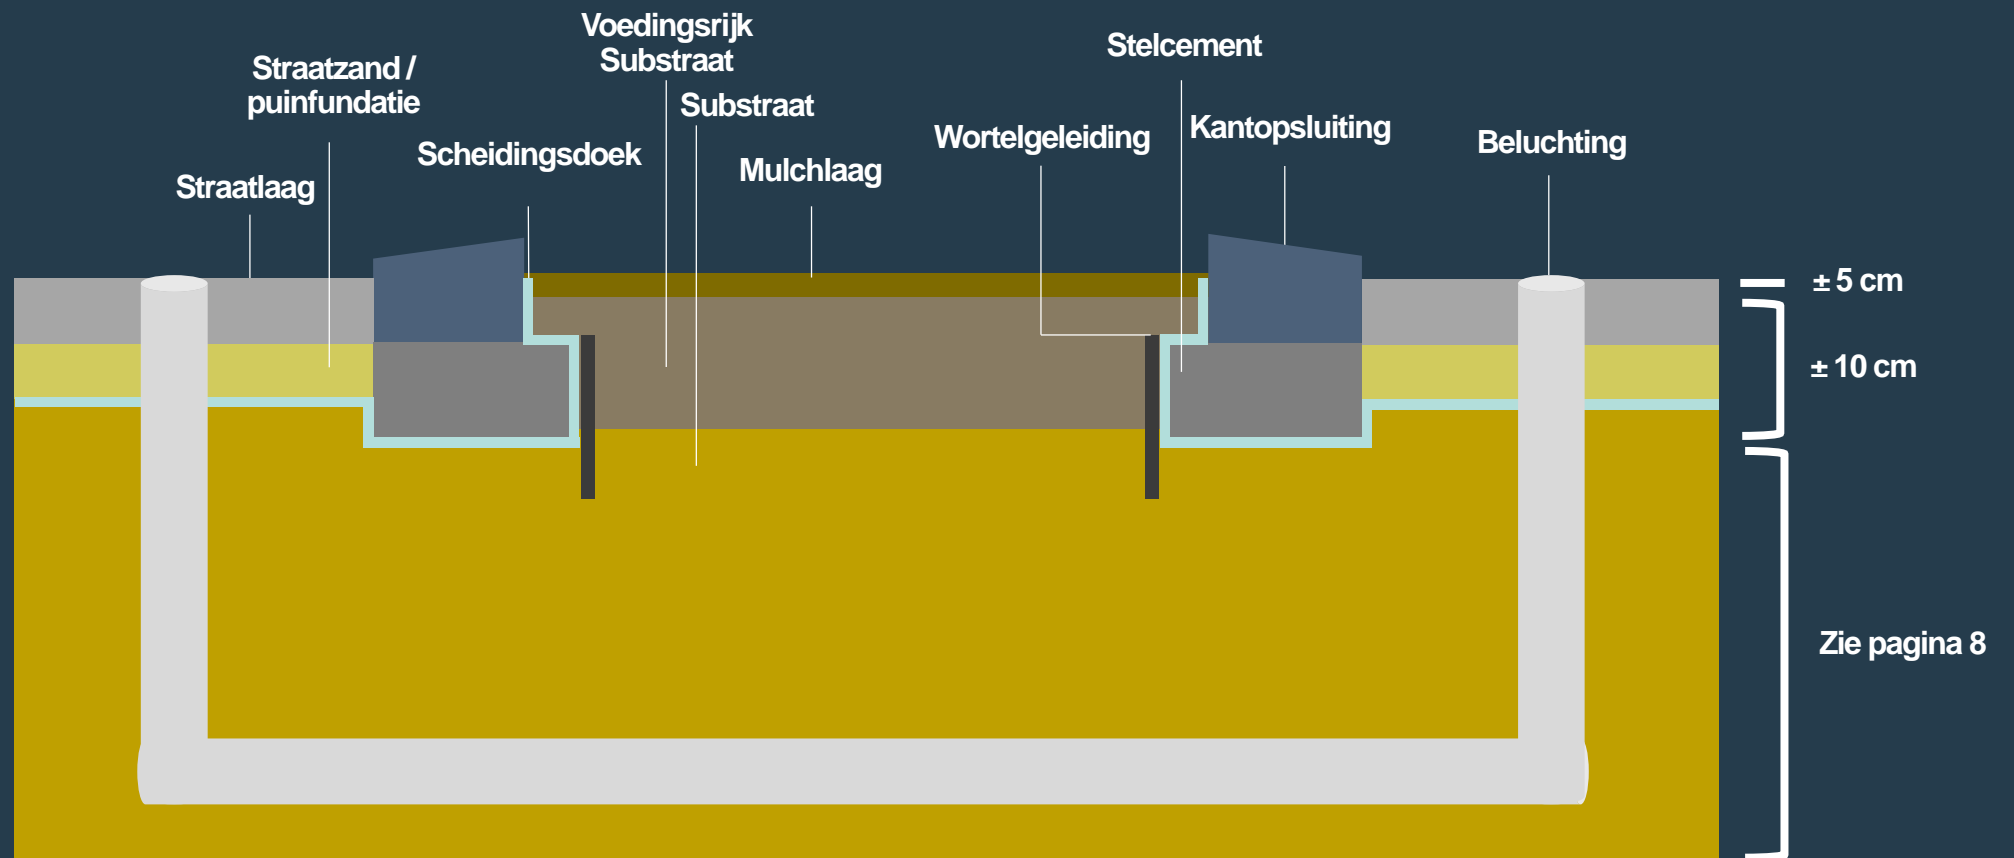 Voedingsrijk
Substraat
Stelcement
Straatzand /
puinfundatie
Substraat
Wortelgeleiding
Kantopsluiting
Beluchting
Scheidingsdoek
Mulchlaag
Straatlaag
± 5 cm
± 10 cm
Zie pagina 8